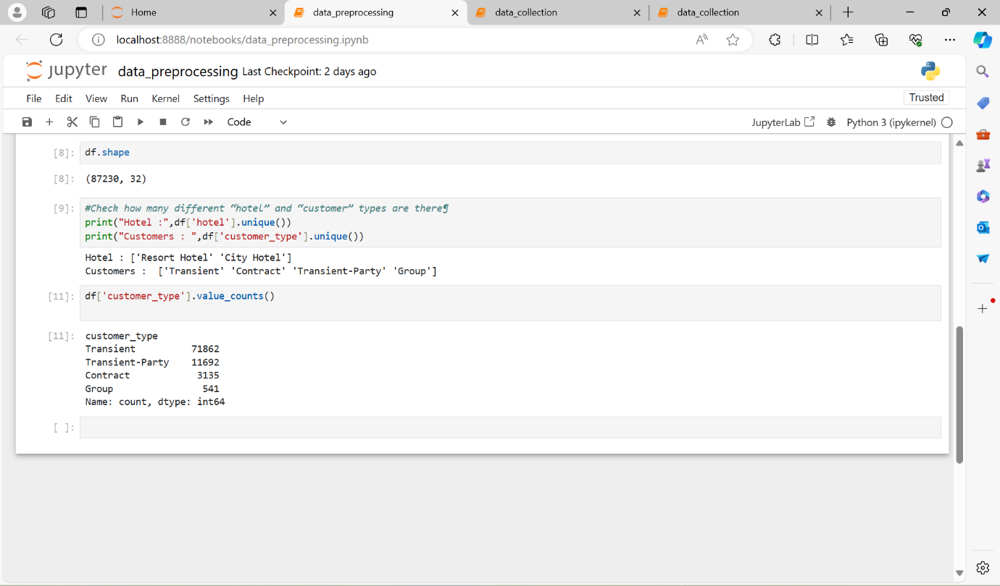 Home
data_preprocessing
data_collection
data_collection
localhost:8888/notebooks/data_preprocessing.ipynb
jupyter data_preprocessing Last Checkpoint: 2 days ago
File Edit View Run Kernel Settings Help
Trusted
Code
JupyterLab
Python 3 (ipykernel)
[8]: df.shape
[8]: (87230, 32)
[9]: #Check how many different “hotel” and “customer” types are there¶
print("Hotel :",df['hotel'].unique())
print("Customers : ",df['customer_type'].unique())
Hotel : ['Resort Hotel' 'City Hotel']
Customers :  ['Transient' 'Contract' 'Transient-Party' 'Group']
[11]: df['customer_type'].value_counts()
[11]: customer_type
Transient          71862
Transient-Party    11692
Contract            3135
Group                541
Name: count, dtype: int64
[ ]: